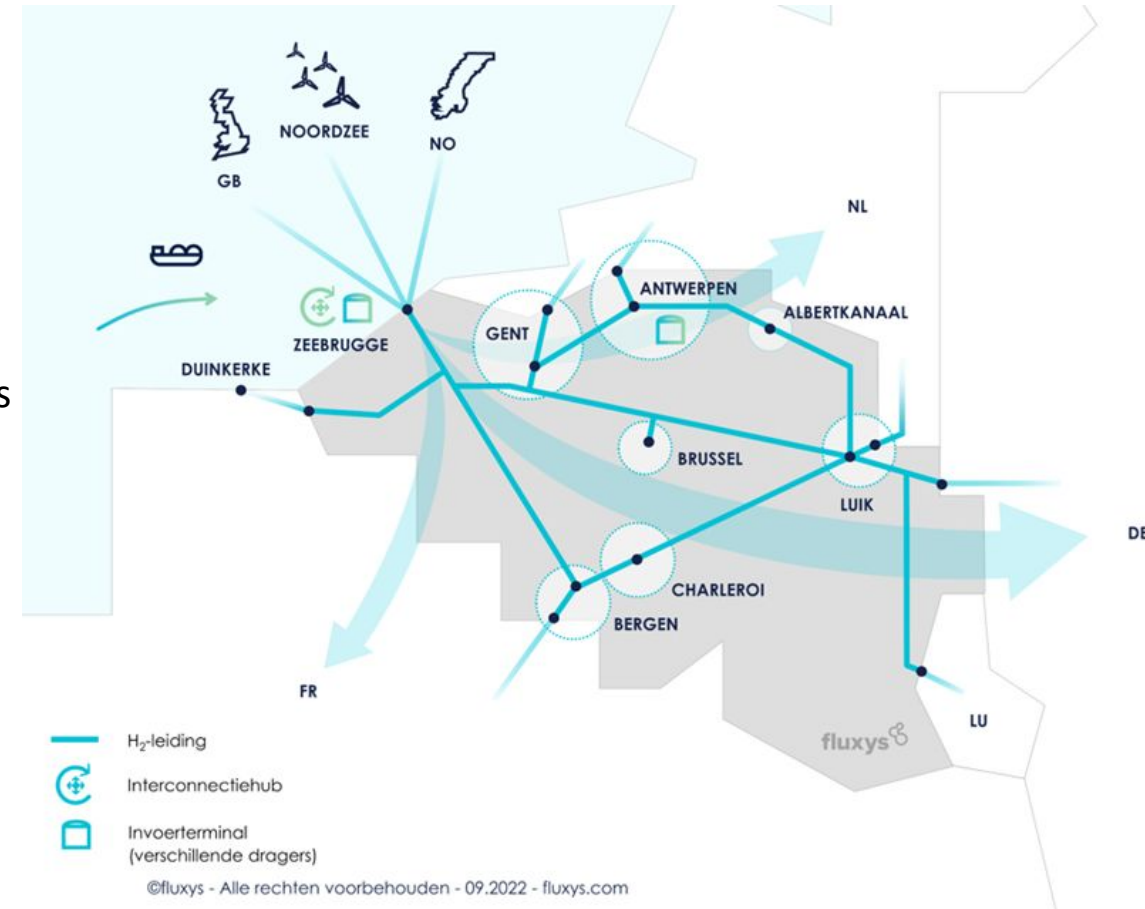 NOORDZEE
NO
GB
NL
ANTWERPEN
ALBERTKANAAL
GENT
ZEEBRUGGE
DUINKERKE
S
BRUSSEL
LUIK
DE
CHARLEROI
BERGEN
FR
LU
fluxys
H₂-leiding
Interconnectiehub
Invoerterminal
(verschillende dragers)
©fluxys - Alle rechten voorbehouden - 09.2022 - fluxys.com